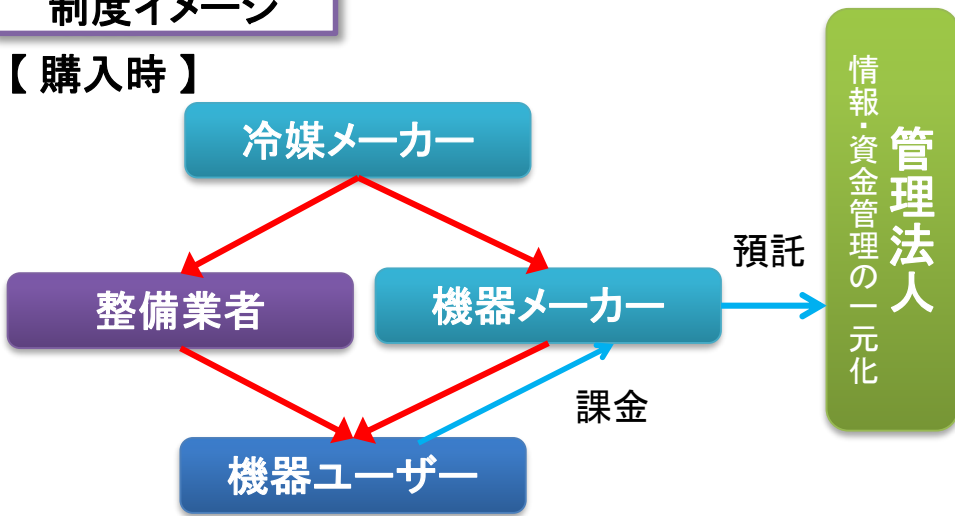 制度イメージ
【 購入時 】
冷媒メーカー
整備業者
機器メーカー
機器ユーザー
課金
預託
管理法人
情報・資金管理の一元化